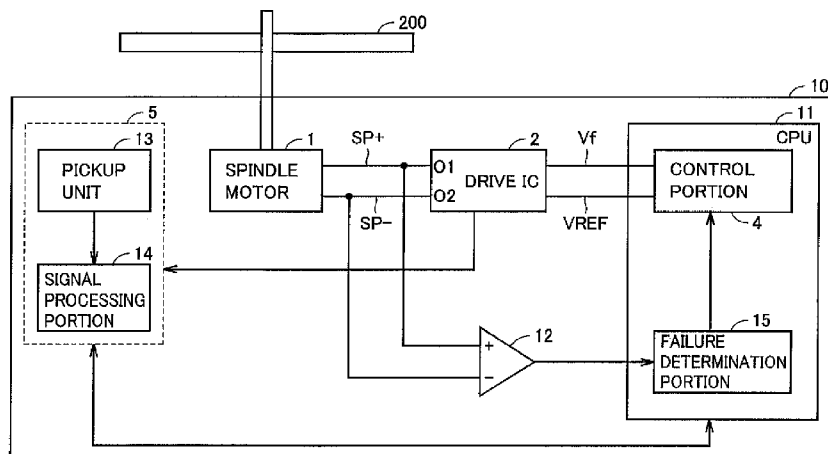 200
10
5
13
PICKUP
UNIT
14
SIGNAL
PROCESSING
PORTION
1
SPINDLE
MOTOR
SP+
SP−
2
O1
O2
DRIVE IC
Vf
VREF
11
CPU
CONTROL
PORTION
4
12
+
−
15
FAILURE
DETERMINATION
PORTION